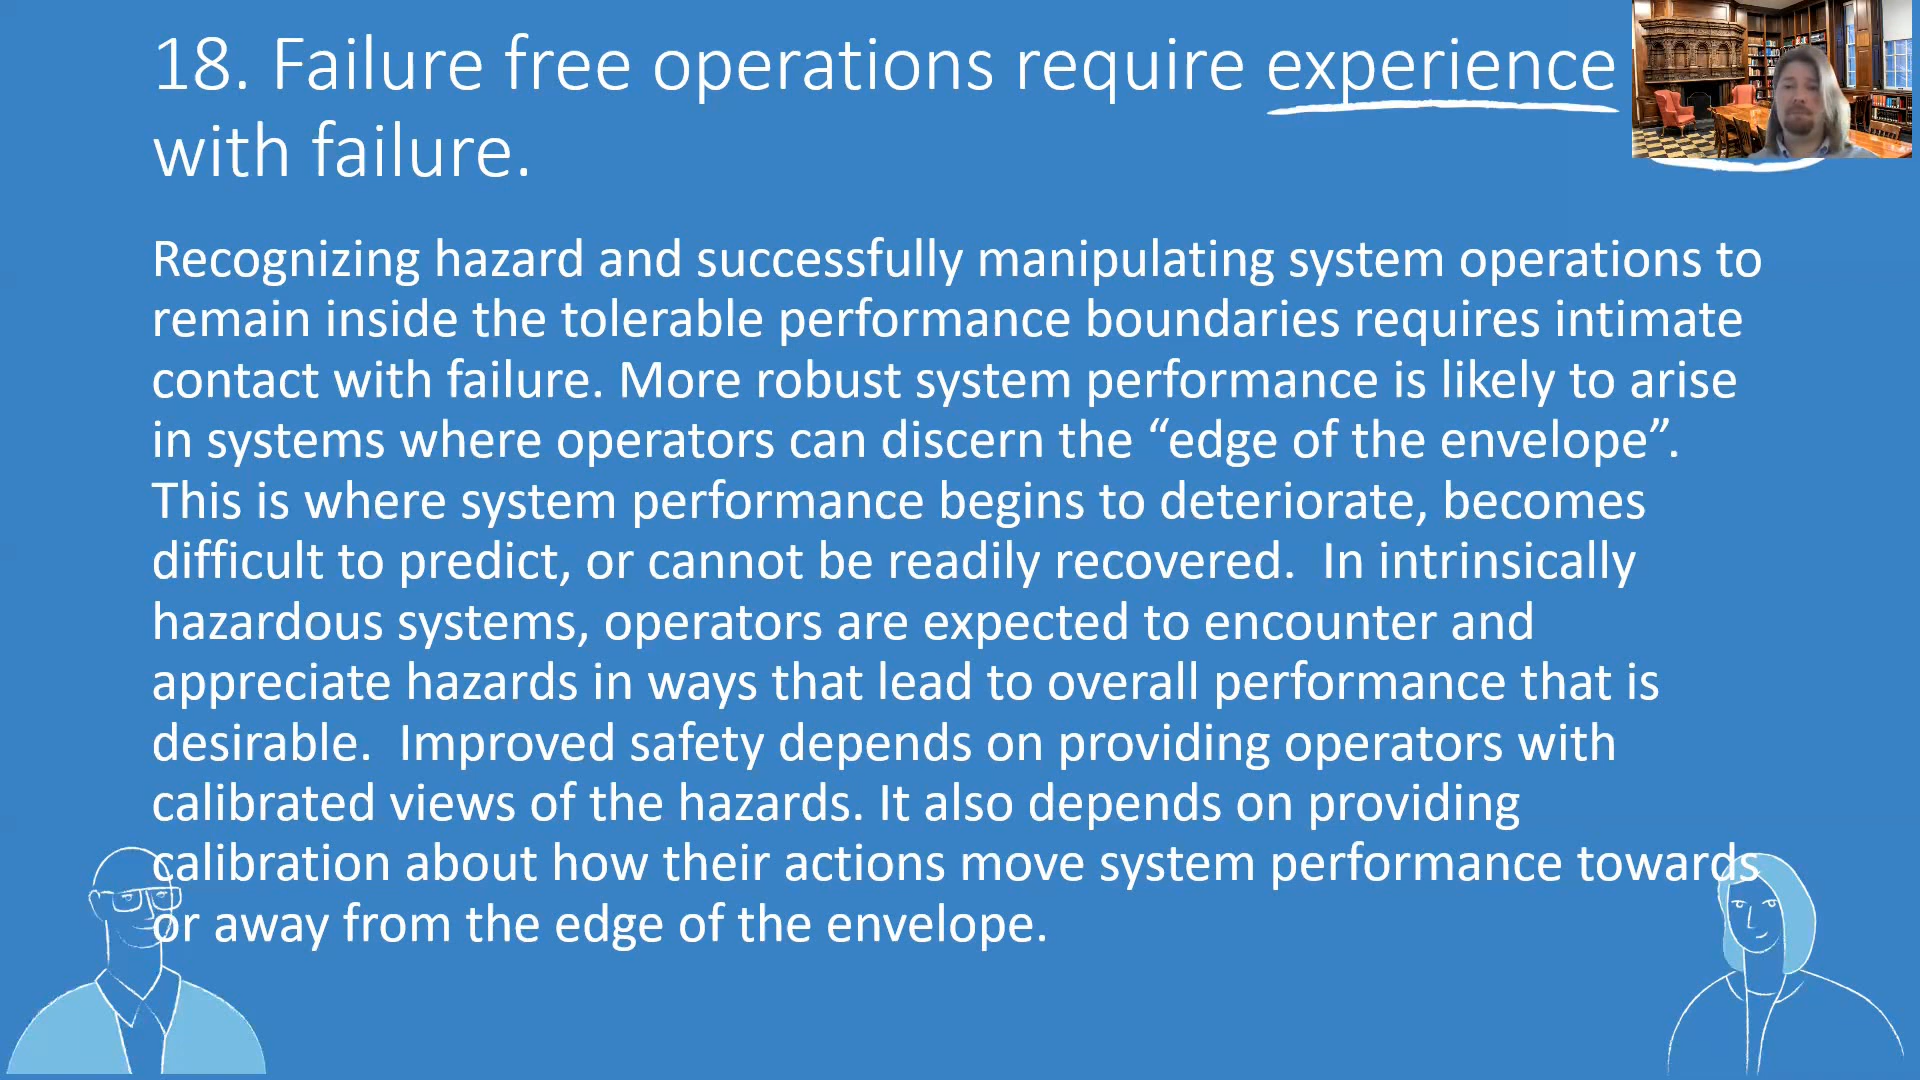 18. Failure free operations require experience
with failure.
Recognizing hazard and successfully manipulating system operations to
remain inside the tolerable performance boundaries requires intimate
contact with failure. More robust system performance is likely to arise
in systems where operators can discern the “edge of the envelope”.
This is where system performance begins to deteriorate, becomes
difficult to predict, or cannot be readily recovered.  In intrinsically
hazardous systems, operators are expected to encounter and
appreciate hazards in ways that lead to overall performance that is
desirable.  Improved safety depends on providing operators with
calibrated views of the hazards. It also depends on providing
calibration about how their actions move system performance towards
or away from the edge of the envelope.